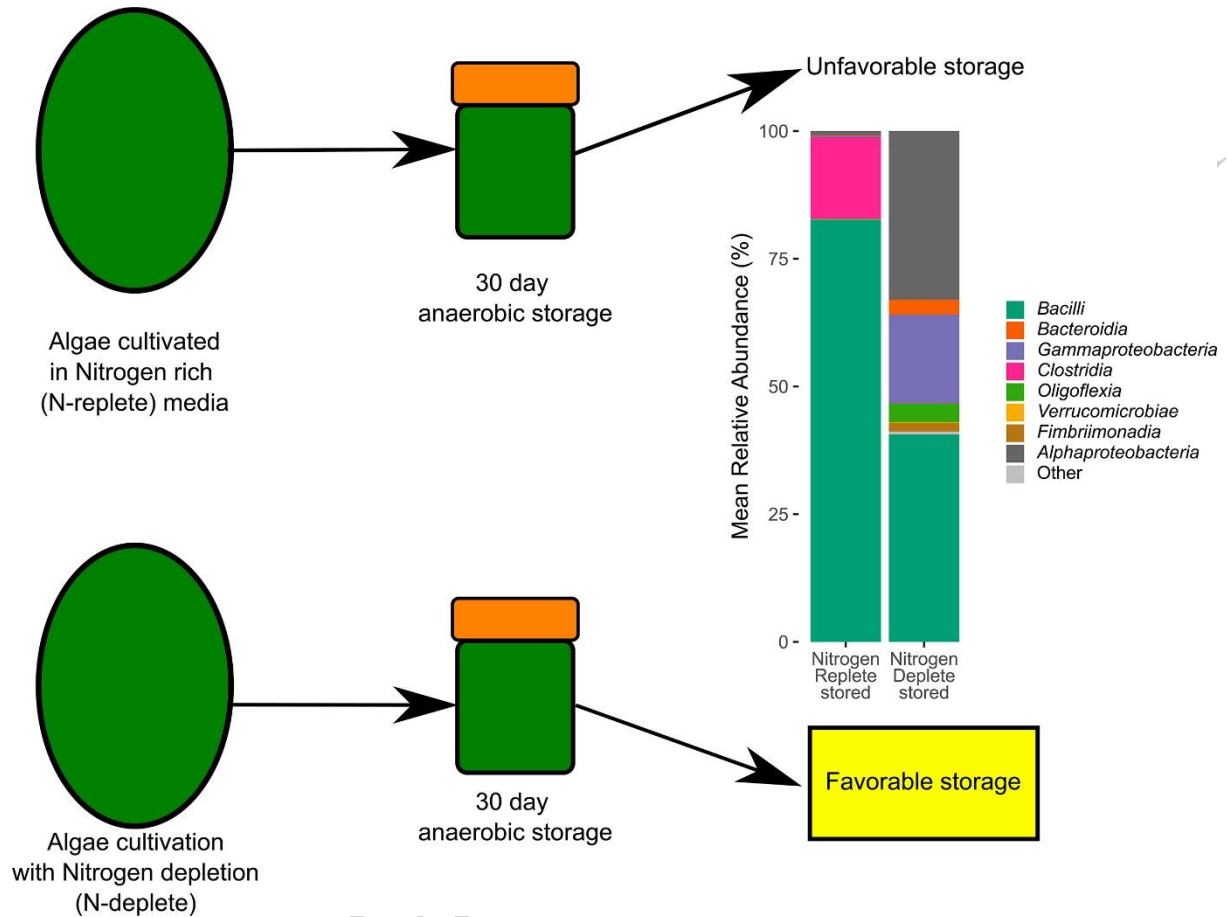 Algae cultivated
in Nitrogen rich
(N-replete) media
30 day
anaerobic storage
Unfavorable storage
Mean Relative Abundance (%)
100
75
50
25
0
Nitrogen
Replete
stored
Nitrogen
Deplete
stored
Bacilli
Bacteroidia
Gammaproteobacteria
Clostridia
Oligoflexia
Verrucomicrobiae
Fimbriimonadia
Alphaproteobacteria
Other
Algae cultivation
with Nitrogen depletion
(N-deplete)
30 day
anaerobic storage
Favorable storage